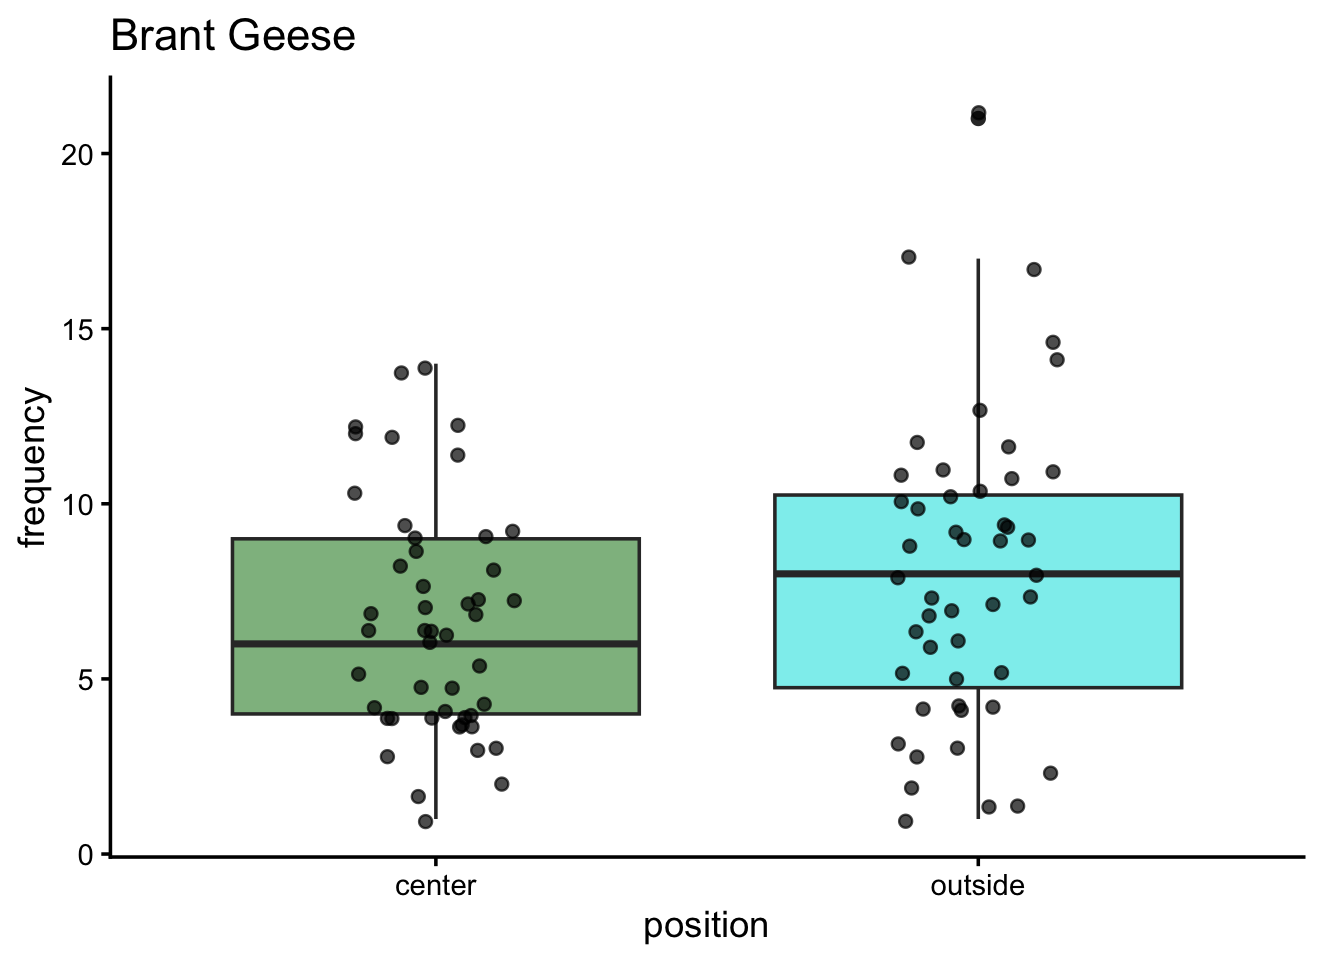 Brant Geese
20
15
10
5
0
frequency
center
outside
position